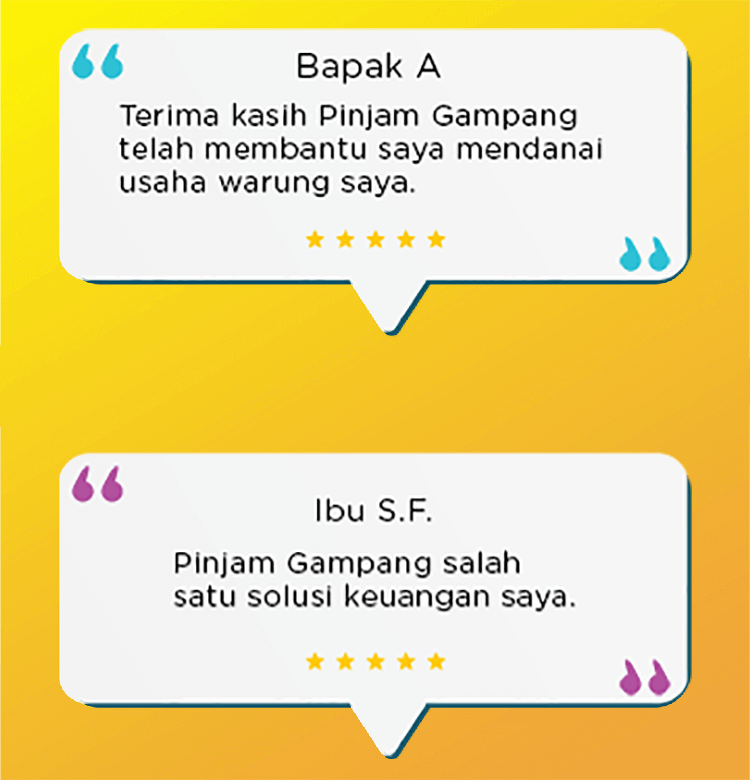 Bapak A
Terima kasih Pinjam Gampang
telah membantu saya mendanai
usaha warung saya.
Ibu S.F.
Pinjam Gampang salah
satu solusi keuangan saya.